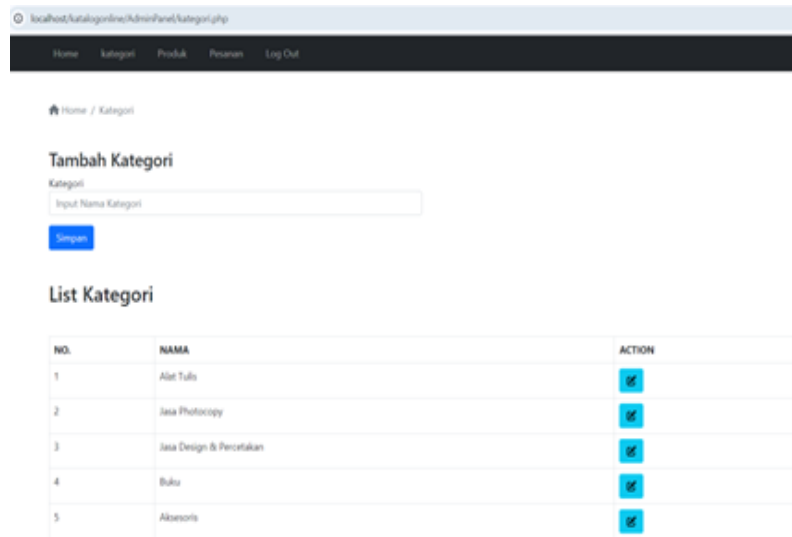 localhost/katalogonline/AdminPanel/kategori.php
Home kategori Produk Pesanan Log Out
Home / Kategori
Tambah Kategori
Kategori
Input Nama Kategori
Simpan
List Kategori
NO. NAMA ACTION
1 Alat Tulis
2 Jasa Photocopy
3 Jasa Design & Percetakan
4 Buku
5 Aksesoris